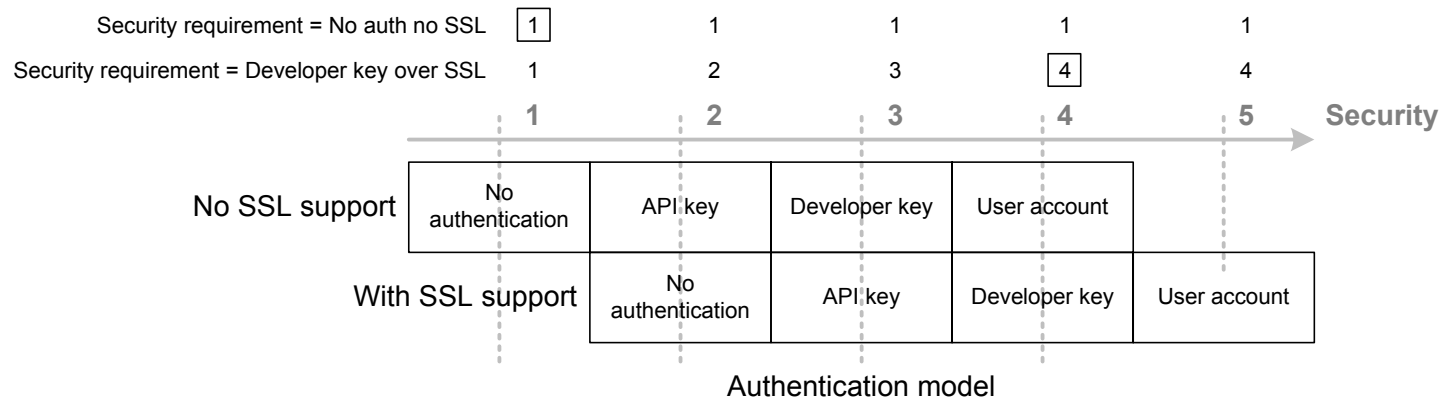 Security requirement = No auth no SSL 1 1 1 1 1
Security requirement = Developer key over SSL 1 2 3 4 4
1 2 3 4 5 Security
No SSL support
No
authentication
API key
Developer key
User account
With SSL support
No
authentication
API key
Developer key
User account
Authentication model